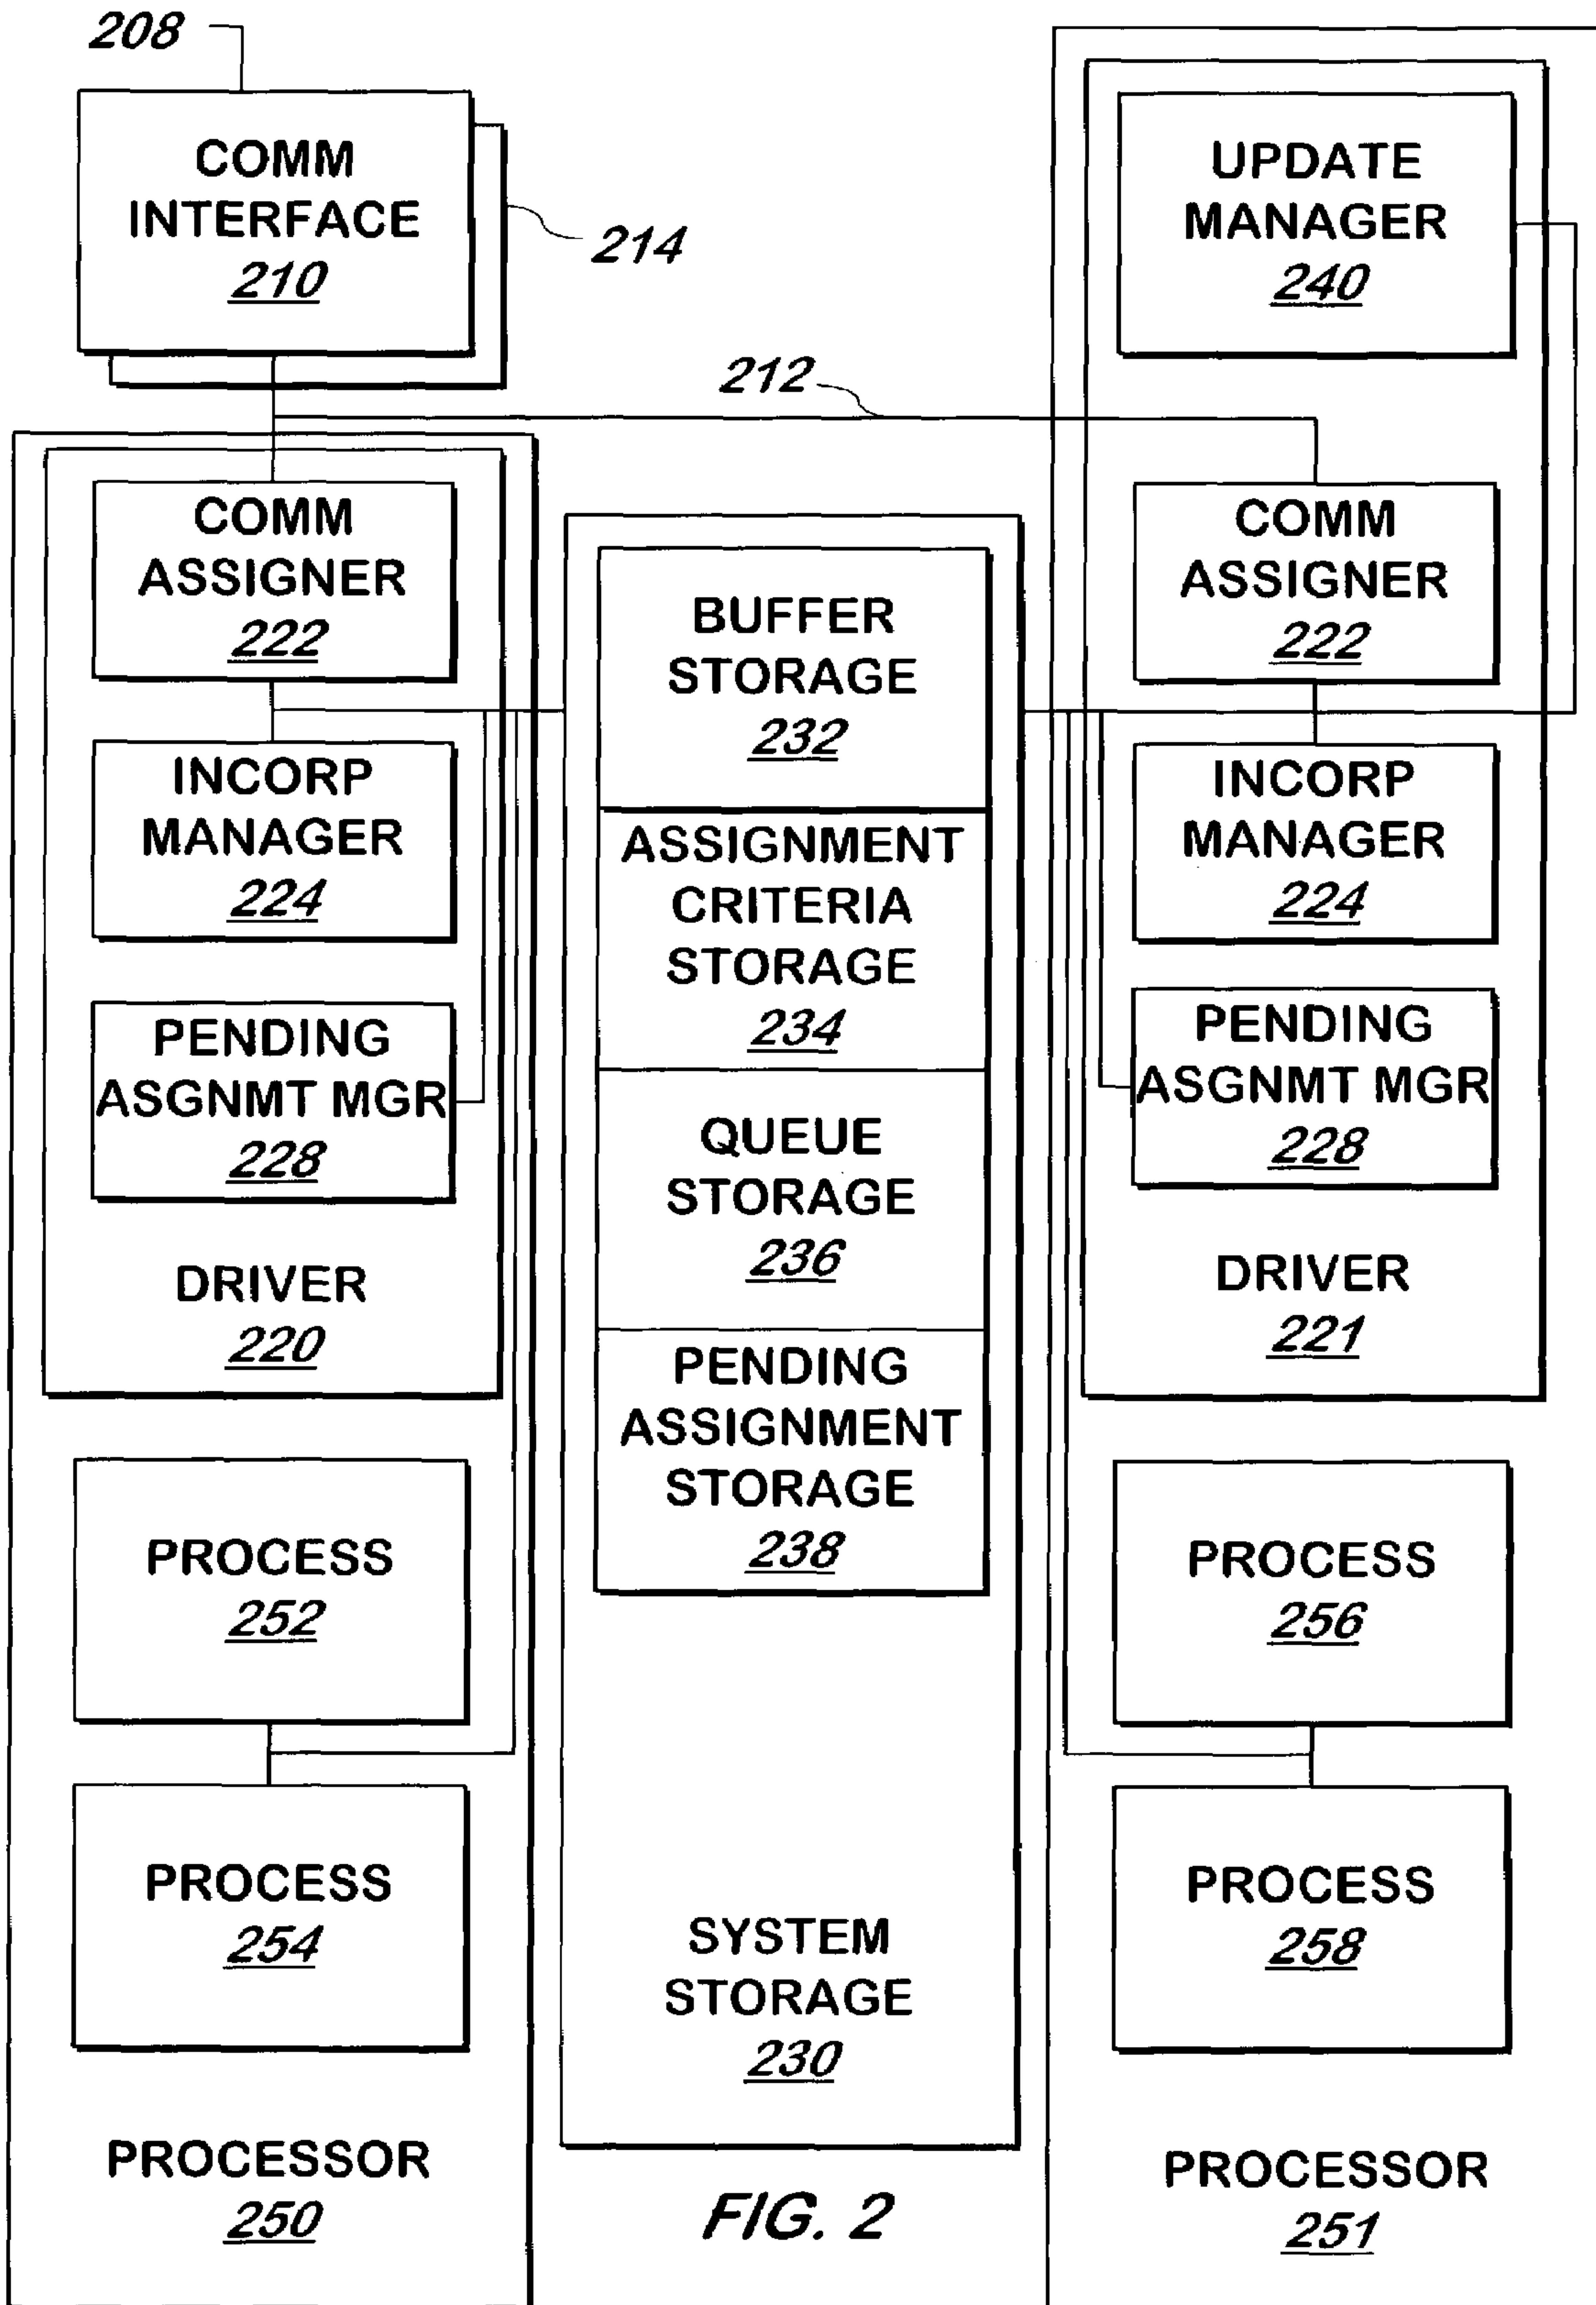 208
COMM
INTERFACE
210
214
212
UPDATE
MANAGER
240
COMM
ASSIGNER
222
INCORP
MANAGER
224
PENDING
ASGNMT MGR
228
DRIVER
220
PROCESS
252
PROCESS
254
PROCESSOR
250
BUFFER
STORAGE
232
ASSIGNMENT
CRITERIA
STORAGE
234
QUEUE
STORAGE
236
PENDING
ASSIGNMENT
STORAGE
238
SYSTEM
STORAGE
230
COMM
ASSIGNER
222
INCORP
MANAGER
224
PENDING
ASGNMT MGR
228
DRIVER
221
PROCESS
256
PROCESS
258
PROCESSOR
251
FIG. 2